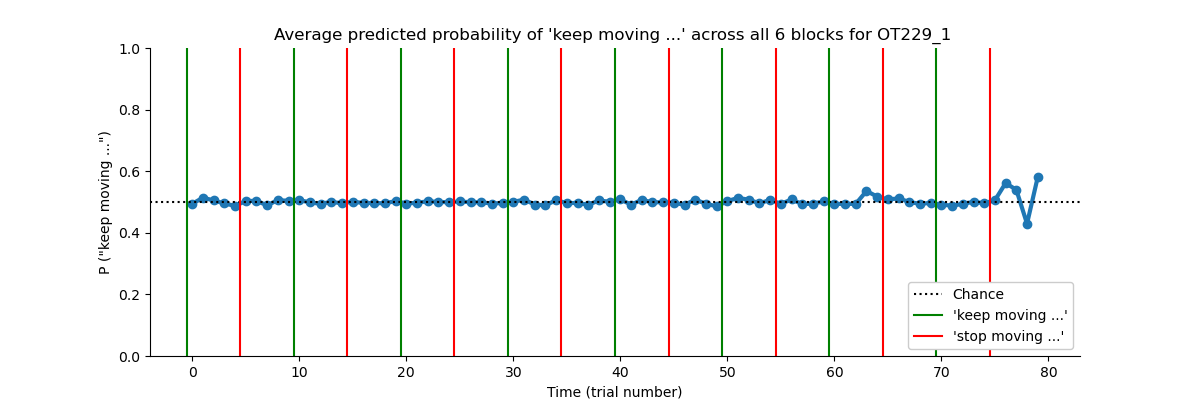 Average predicted probability of 'keep moving ...' across all 6 blocks for OT229_1
1.0
0.8
0.6
0.4
0.2
0.0
P ("keep moving ...")
0 10 20 30 40 50 60 70 80
Time (trial number)
Chance
'keep moving ...'
'stop moving ...'